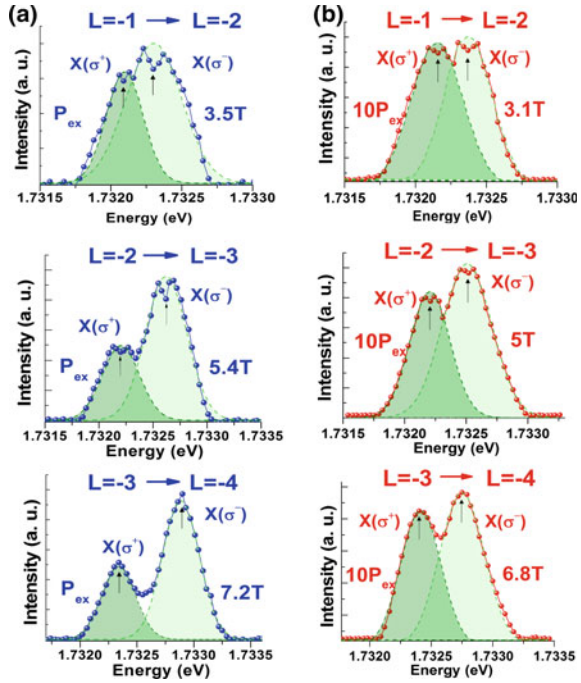 (a)
L=-1 → L=-2
X(σ⁺)
X(σ⁻)
Pex
3.5T
Intensity (a. u.)
1.7315 1.7320 1.7325 1.7330
Energy (eV)
L=-2 → L=-3
X(σ⁺)
X(σ⁻)
Pex
5.4T
Intensity (a. u.)
1.7315 1.7320 1.7325 1.7330 1.7335
Energy (eV)
L=-3 → L=-4
X(σ⁺)
X(σ⁻)
Pex
7.2T
Intensity (a. u.)
1.7320 1.7325 1.7330 1.7335
Energy (eV)
(b)
L=-1 → L=-2
X(σ⁺)
X(σ⁻)
10Pex
3.1T
Intensity (a. u.)
1.7315 1.7320 1.7325 1.7330
Energy (eV)
L=-2 → L=-3
X(σ⁺)
X(σ⁻)
10Pex
5T
Intensity (a. u.)
1.7315 1.7320 1.7325 1.7330
Energy (eV)
L=-3 → L=-4
X(σ⁺)
X(σ⁻)
10Pex
6.8T
Intensity (a. u.)
1.7320 1.7325 1.7330 1.7335
Energy (eV)